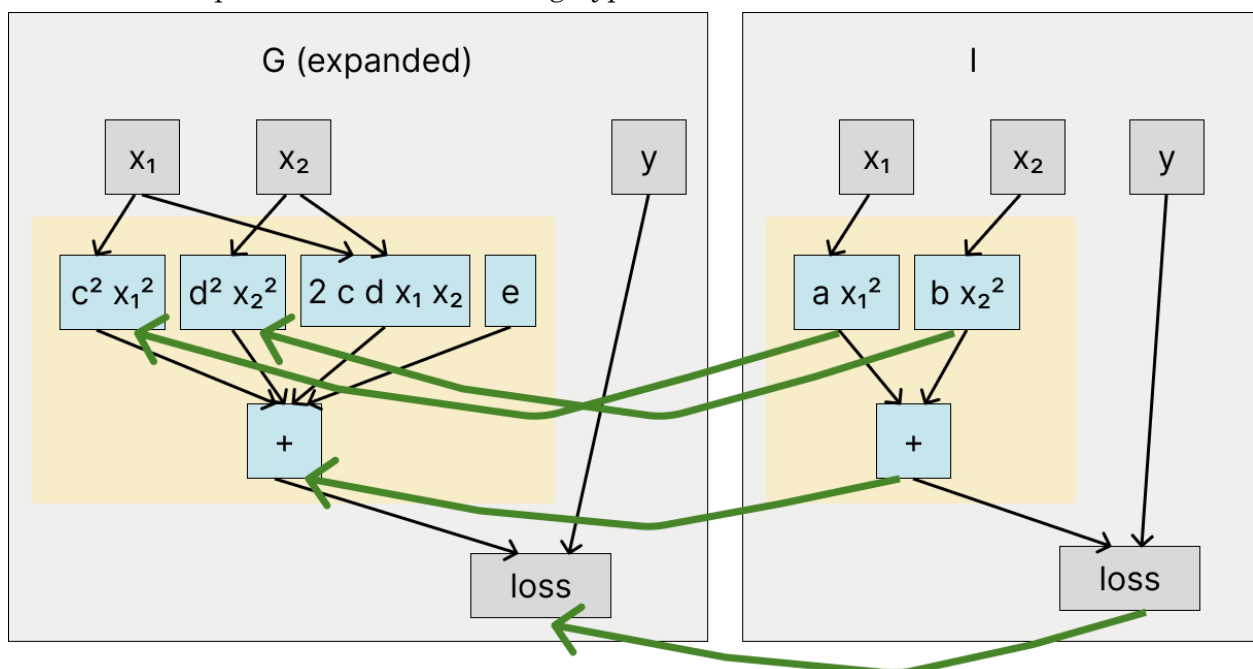 G (expanded)
I
x₁
x₂
y
x₁
x₂
y
c² x₁²
d² x₂²
2 c d x₁ x₂
e
a x₁²
b x₂²
+
+
loss
loss